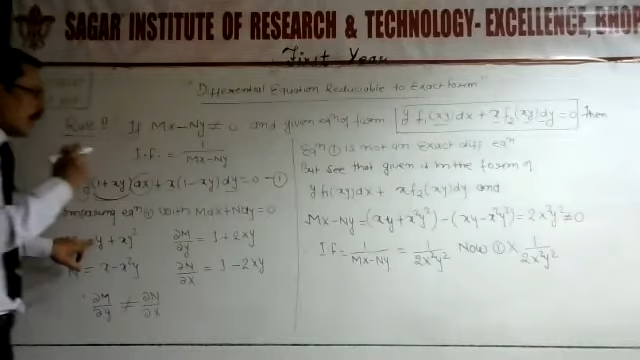 SAGAR INSTITUTE OF RESEARCH & TECHNOLOGY- EXCELLENCE, BHOP
First Year
"Differential Equation Reducible to Exact form"
Rule II If Mx-Ny ≠ 0 and given eqⁿ of form y f₁(xy)dx + x f₂(xy)dy = 0 then
I.f. = 1/(Mx-Ny)
(1+xy)dx + x(1-xy)dy = 0 - ①
eqⁿ ① with Mdx+Ndy=0
y + xy² ∂M/∂y = 1+2xy
N = x-x²y ∂N/∂x = 1-2xy
∂M/∂y ≠ ∂N/∂x
Eqⁿ ① is not an Exact diff eqⁿ
But see that given is in the form of
y f₁(xy)dx + x f₂(xy)dy and
Mx-Ny = (xy + x²y²) - (xy - x²y²) = 2x²y² ≠ 0
I.f = 1/(Mx-Ny) = 1/(2x²y²) Now ① × 1/(2x²y²)